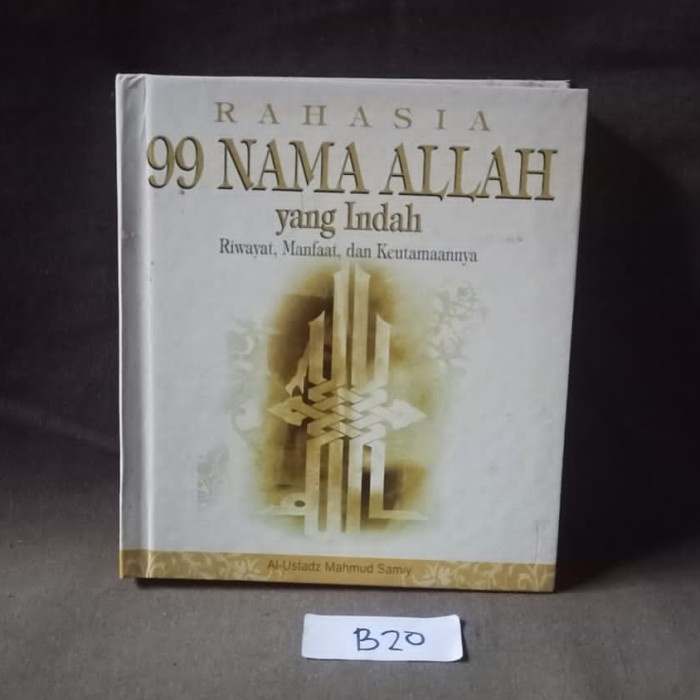 RAHASIA
99 NAMA ALLAH
yang Indah
Riwayat, Manfaat, dan Keutamaannya
Al-Ustadz Mahmud Samiy
B20